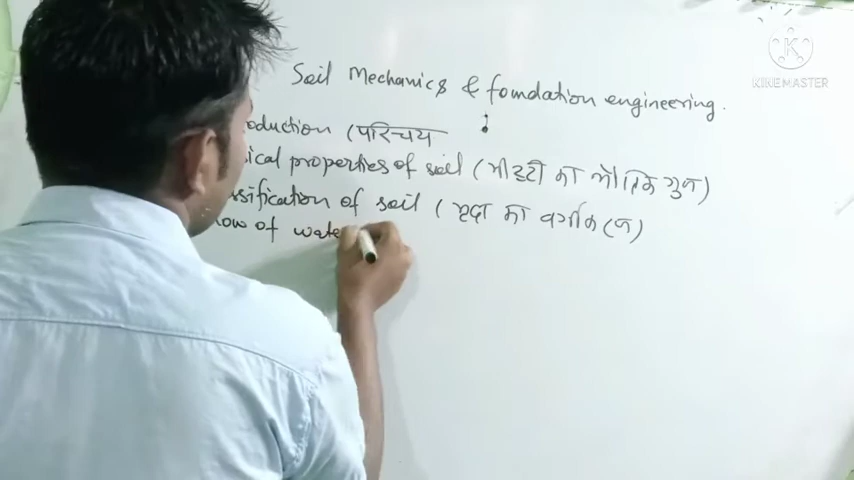 Soil Mechanics & foundation engineering.
oduction (परिचय
ical properties of soil (मीट्टी का भौतिक गुण)
ssification of soil (मृदा का वर्गीकरण)
low of wate
KINEMASTER